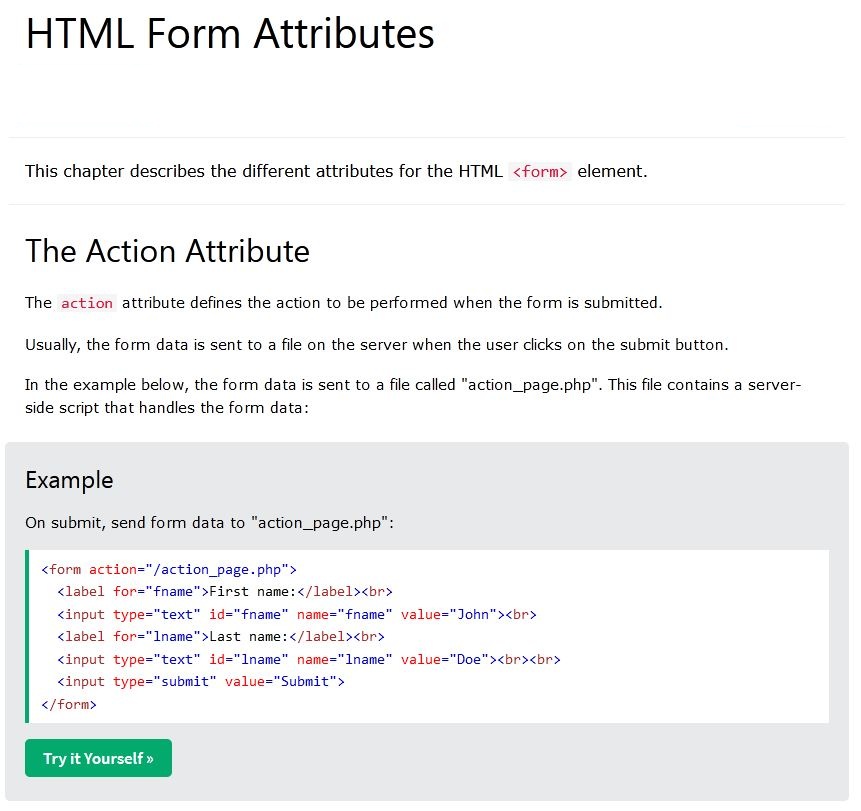 HTML Form Attributes
This chapter describes the different attributes for the HTML <form> element.
The Action Attribute
The action attribute defines the action to be performed when the form is submitted.
Usually, the form data is sent to a file on the server when the user clicks on the submit button.
In the example below, the form data is sent to a file called "action_page.php". This file contains a server-
side script that handles the form data:
Example
On submit, send form data to "action_page.php":
<form action="/action_page.php">
  <label for="fname">First name:</label><br>
  <input type="text" id="fname" name="fname" value="John"><br>
  <label for="lname">Last name:</label><br>
  <input type="text" id="lname" name="lname" value="Doe"><br><br>
  <input type="submit" value="Submit">
</form>
Try it Yourself »